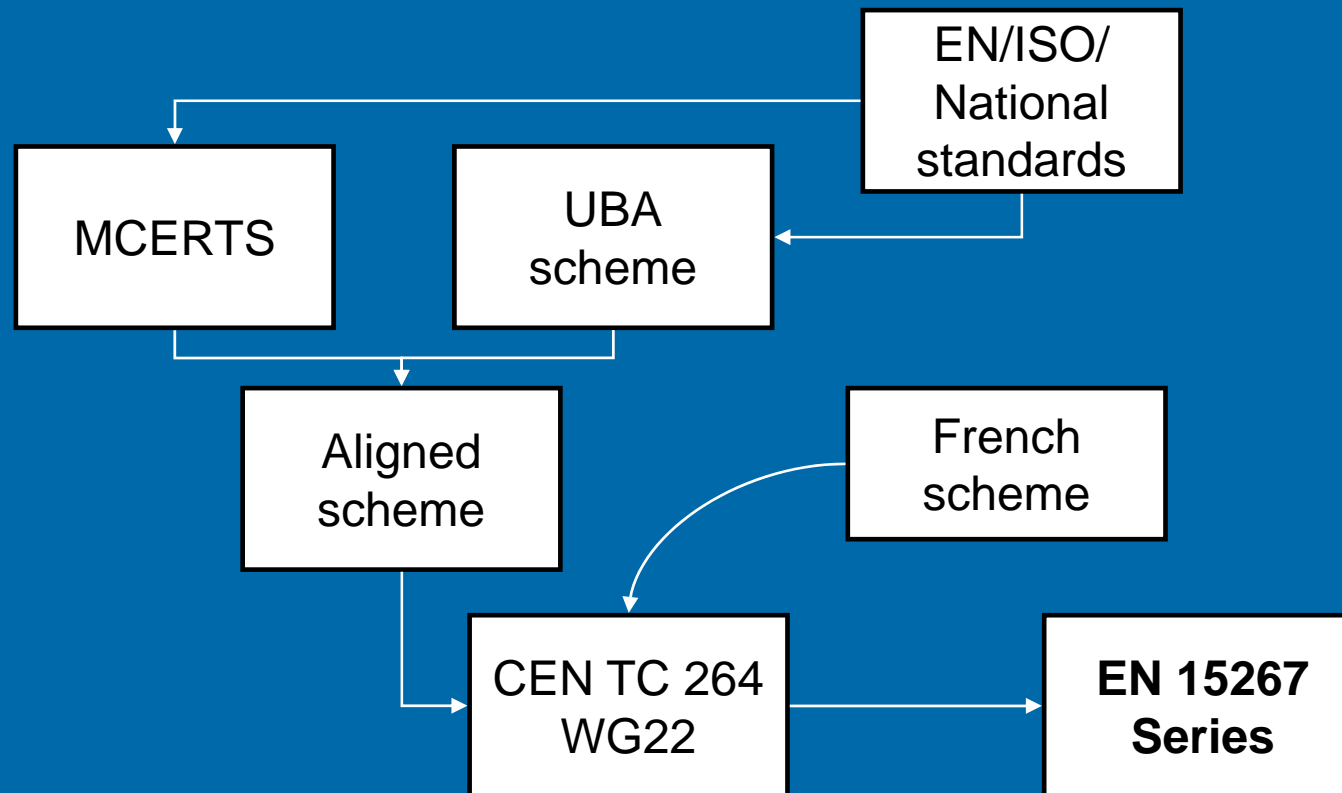 EN/ISO/
National
standards
MCERTS
UBA
scheme
Aligned
scheme
French
scheme
CEN TC 264
WG22
EN 15267
Series